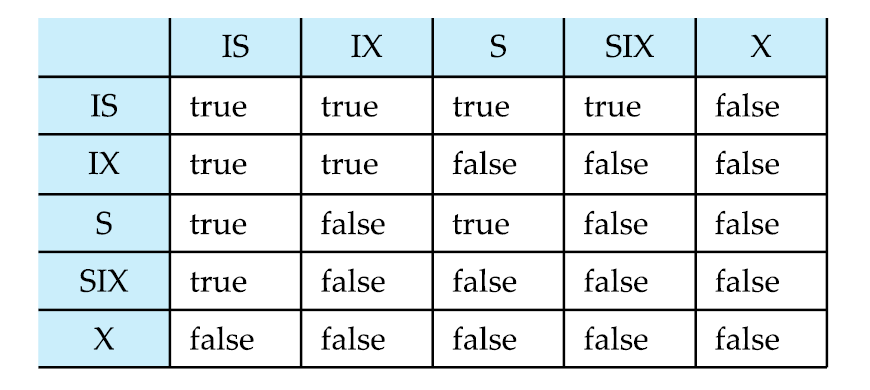 IS IX S SIX X
IS true true true true false
IX true true false false false
S true false true false false
SIX true false false false false
X false false false false false